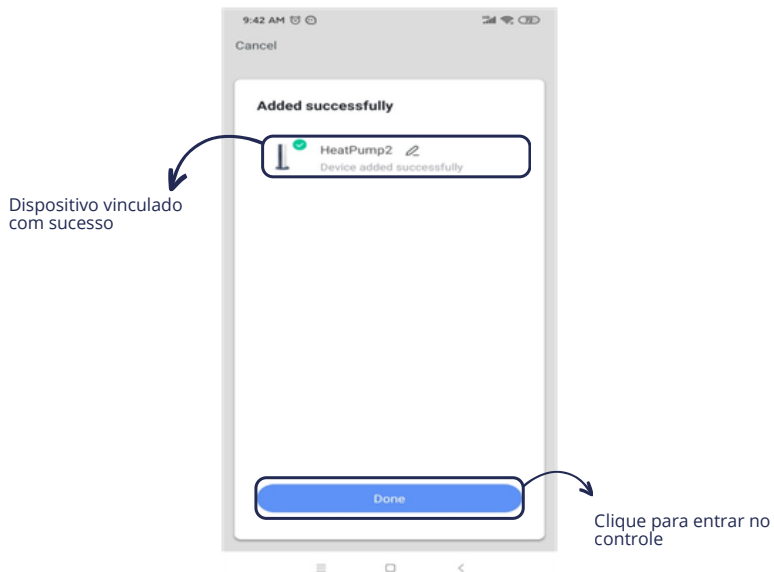 9:42 AM
Cancel
Added successfully
HeatPump2
Device added successfully
Dispositivo vinculado
com sucesso
Done
Clique para entrar no
controle